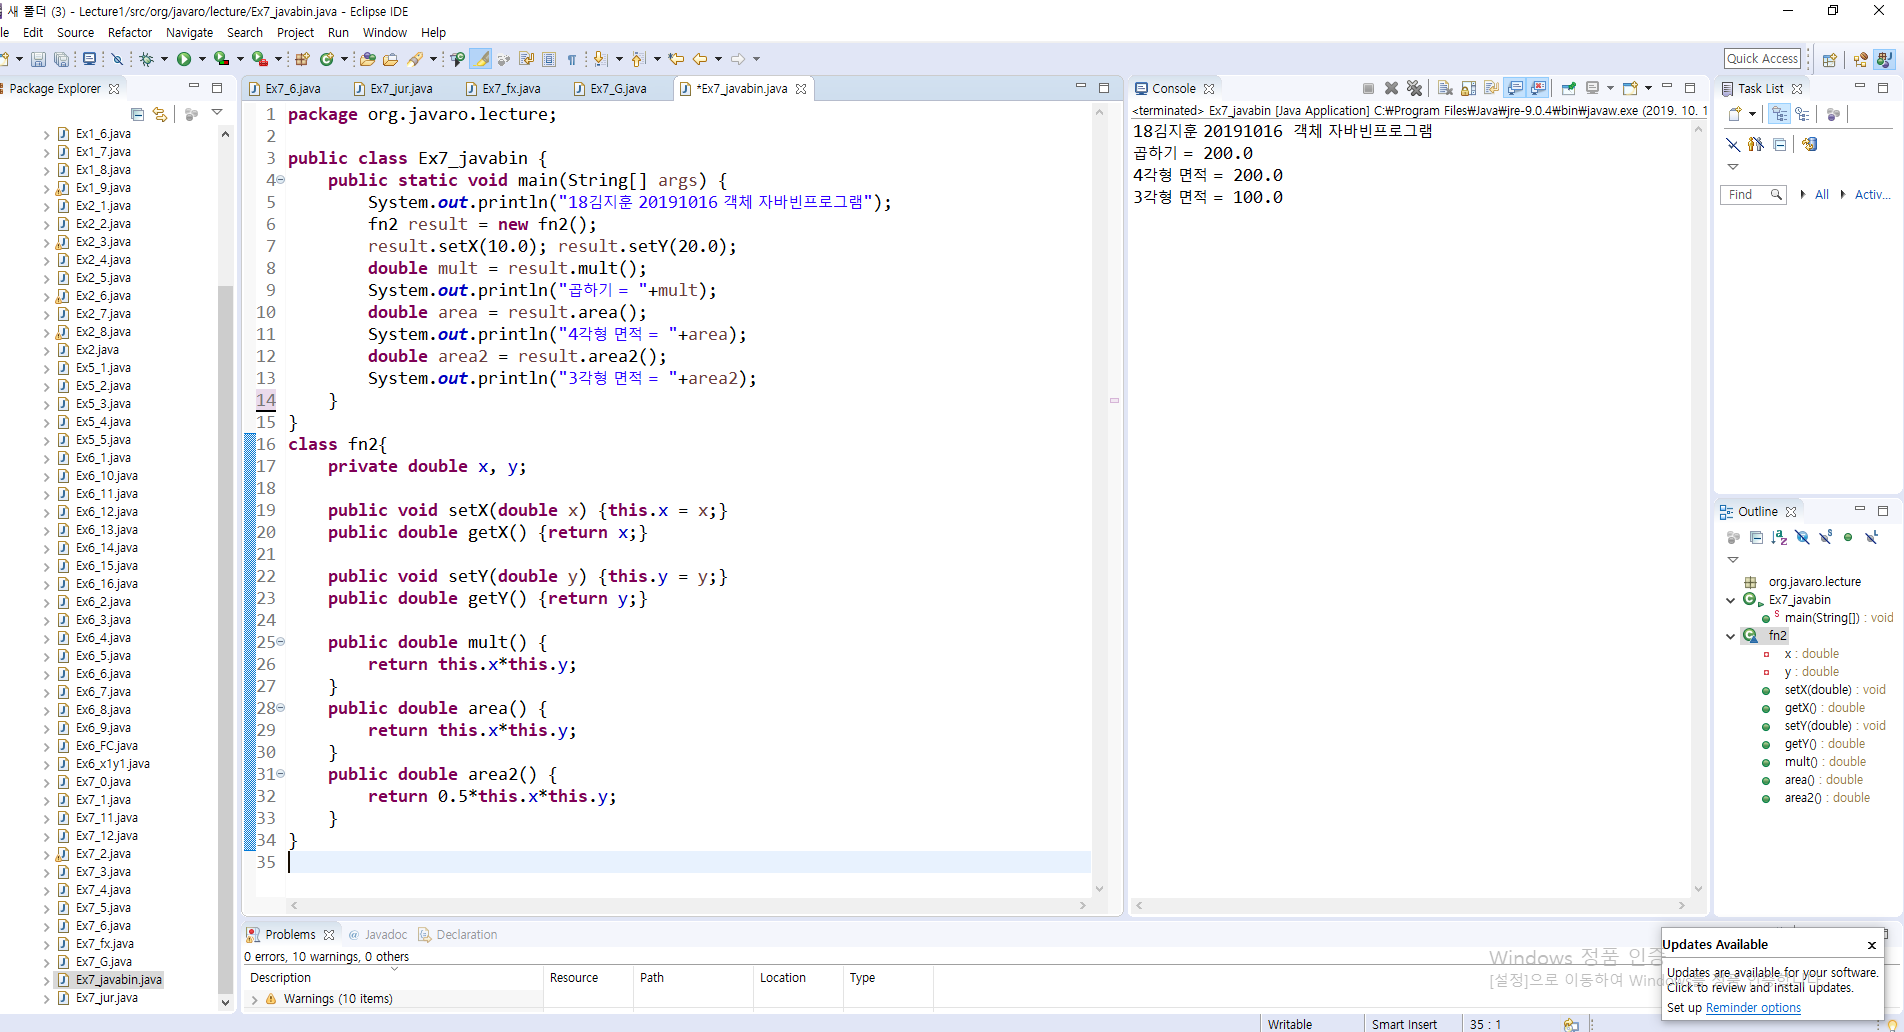 새 폴더 (3) - Lecture1/src/org/javaro/lecture/Ex7_javabin.java - Eclipse IDE
le Edit Source Refactor Navigate Search Project Run Window Help
Quick Access
Package Explorer
Ex1_6.java
Ex1_7.java
Ex1_8.java
Ex1_9.java
Ex2_1.java
Ex2_2.java
Ex2_3.java
Ex2_4.java
Ex2_5.java
Ex2_6.java
Ex2_7.java
Ex2_8.java
Ex2.java
Ex5_1.java
Ex5_2.java
Ex5_3.java
Ex5_4.java
Ex5_5.java
Ex6_1.java
Ex6_10.java
Ex6_11.java
Ex6_12.java
Ex6_13.java
Ex6_14.java
Ex6_15.java
Ex6_16.java
Ex6_2.java
Ex6_3.java
Ex6_4.java
Ex6_5.java
Ex6_6.java
Ex6_7.java
Ex6_8.java
Ex6_9.java
Ex6_FC.java
Ex6_x1y1.java
Ex7_0.java
Ex7_1.java
Ex7_11.java
Ex7_12.java
Ex7_2.java
Ex7_3.java
Ex7_4.java
Ex7_5.java
Ex7_6.java
Ex7_fx.java
Ex7_G.java
Ex7_javabin.java
Ex7_jur.java
Ex7_6.java Ex7_jur.java Ex7_fx.java Ex7_G.java *Ex7_javabin.java
1 package org.javaro.lecture;
2
3 public class Ex7_javabin {
4 public static void main(String[] args) {
5 System.out.println("18김지훈 20191016 객체 자바빈프로그램");
6 fn2 result = new fn2();
7 result.setX(10.0); result.setY(20.0);
8 double mult = result.mult();
9 System.out.println("곱하기 = "+mult);
10 double area = result.area();
11 System.out.println("4각형 면적 = "+area);
12 double area2 = result.area2();
13 System.out.println("3각형 면적 = "+area2);
14 }
15 }
16 class fn2{
17 private double x, y;
18
19 public void setX(double x) {this.x = x;}
20 public double getX() {return x;}
21
22 public void setY(double y) {this.y = y;}
23 public double getY() {return y;}
24
25 public double mult() {
26 return this.x*this.y;
27 }
28 public double area() {
29 return this.x*this.y;
30 }
31 public double area2() {
32 return 0.5*this.x*this.y;
33 }
34 }
35
Console
<terminated> Ex7_javabin [Java Application] C:₩Program Files₩Java₩jre-9.0.4₩bin₩javaw.exe (2019. 10. 1
18김지훈 20191016 객체 자바빈프로그램
곱하기 = 200.0
4각형 면적 = 200.0
3각형 면적 = 100.0
Task List
Find All Activ...
Outline
org.javaro.lecture
Ex7_javabin
main(String[]) : void
fn2
x : double
y : double
setX(double) : void
getX() : double
setY(double) : void
getY() : double
mult() : double
area() : double
area2() : double
Problems @ Javadoc Declaration
0 errors, 10 warnings, 0 others
Description Resource Path Location Type
Warnings (10 items)
Windows 정품 인증
[설정]으로 이동하여 Wind
Updates Available x
Updates are available for your software.
Click to review and install updates.
Set up Reminder options
Writable Smart Insert 35 : 1